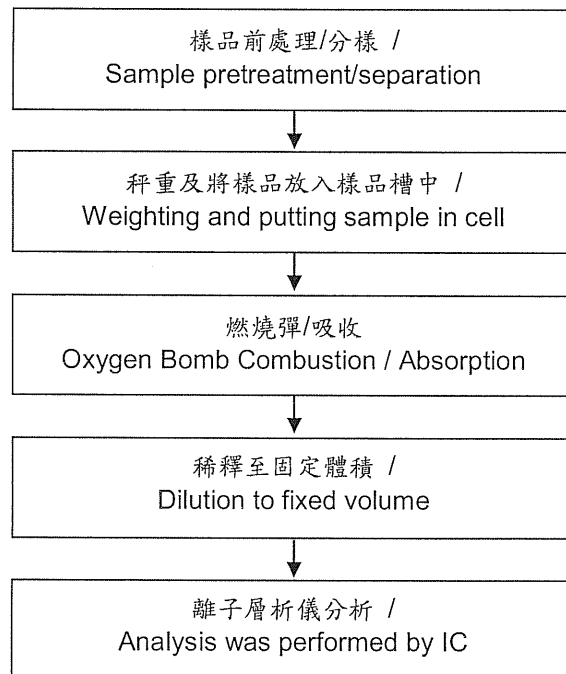 樣品前處理/分樣 /
Sample pretreatment/separation
秤重及將樣品放入樣品槽中 /
Weighting and putting sample in cell
燃燒彈/吸收
Oxygen Bomb Combustion / Absorption
稀釋至固定體積 /
Dilution to fixed volume
離子層析儀分析 /
Analysis was performed by IC